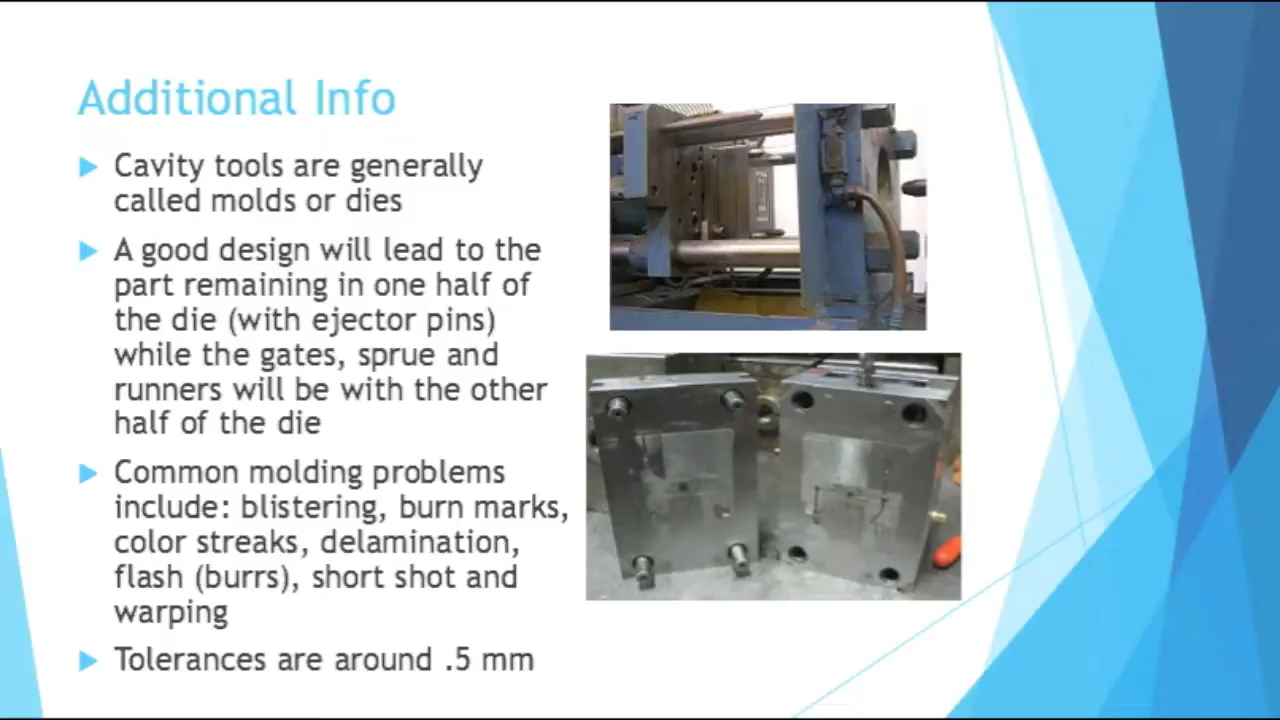 Additional Info
Cavity tools are generally
called molds or dies
A good design will lead to the
part remaining in one half of
the die (with ejector pins)
while the gates, sprue and
runners will be with the other
half of the die
Common molding problems
include: blistering, burn marks,
color streaks, delamination,
flash (burrs), short shot and
warping
Tolerances are around .5 mm